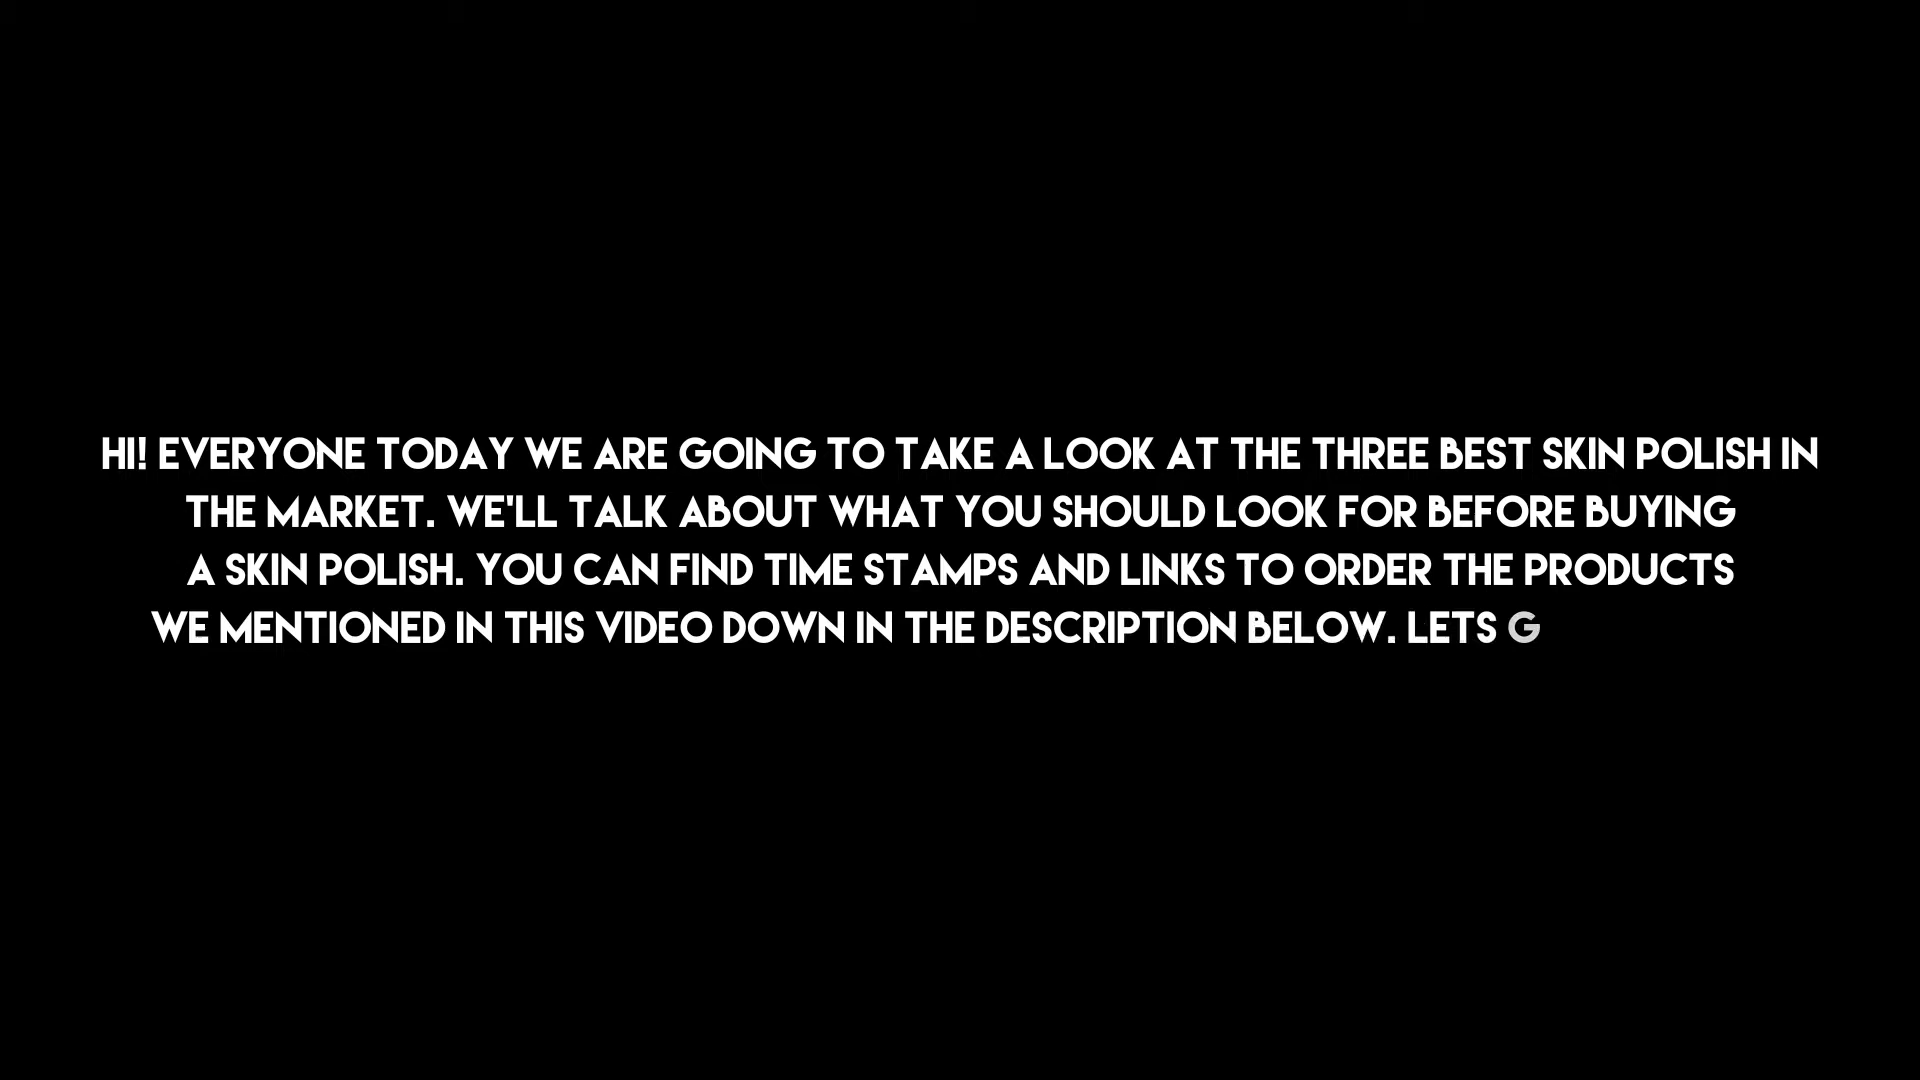 HI! EVERYONE TODAY WE ARE GOING TO TAKE A LOOK AT THE THREE BEST SKIN POLISH IN
THE MARKET. WE'LL TALK ABOUT WHAT YOU SHOULD LOOK FOR BEFORE BUYING
A SKIN POLISH. YOU CAN FIND TIME STAMPS AND LINKS TO ORDER THE PRODUCTS
WE MENTIONED IN THIS VIDEO DOWN IN THE DESCRIPTION BELOW. LETS G